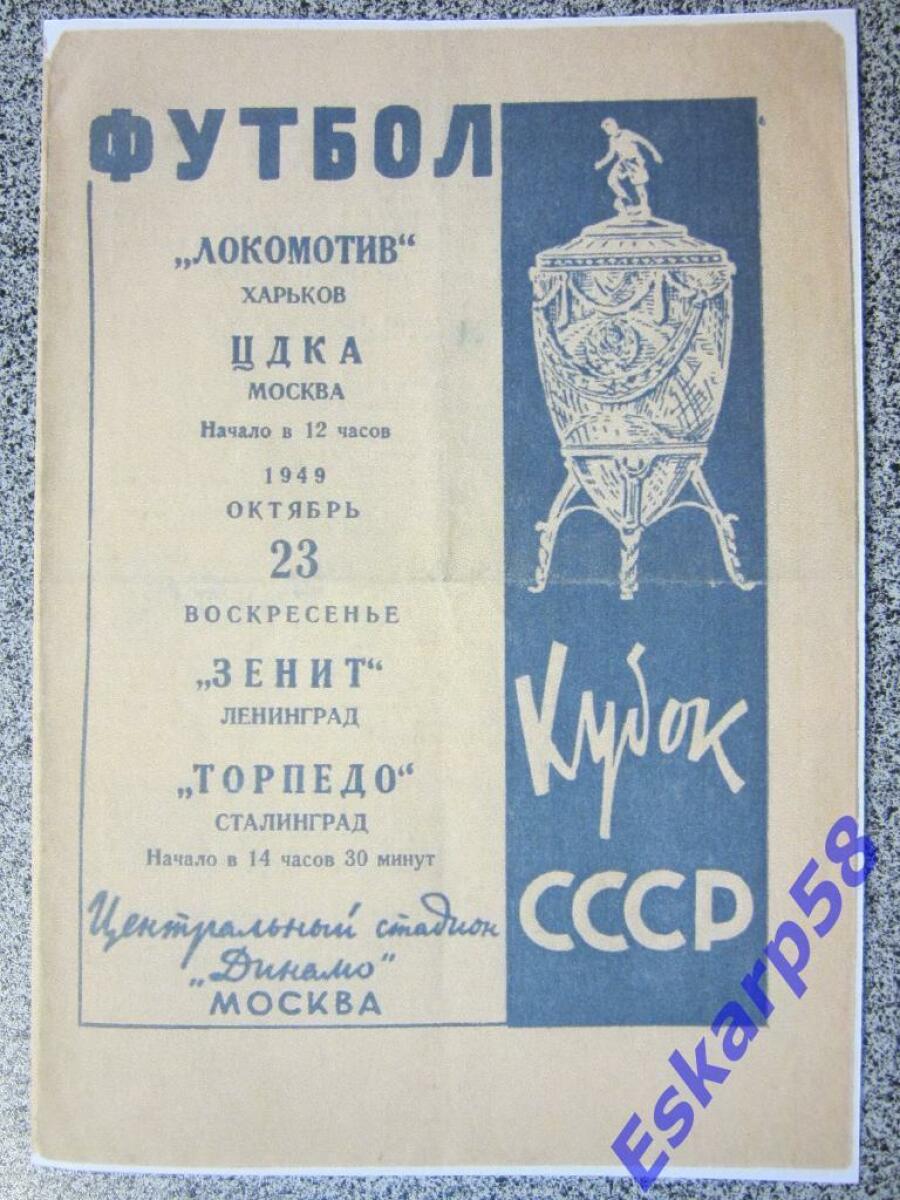 ФУТБОЛ
„ЛОКОМОТИВ“
ХАРЬКОВ
ЦДКА
МОСКВА
Начало в 12 часов
1949
ОКТЯБРЬ
23
ВОСКРЕСЕНЬЕ
„ЗЕНИТ“
ЛЕНИНГРАД
„ТОРПЕДО“
СТАЛИНГРАД
Начало в 14 часов 30 минут
Центральный стадион
„Динамо"
МОСКВА
Кубок
СССР
Eskarp58